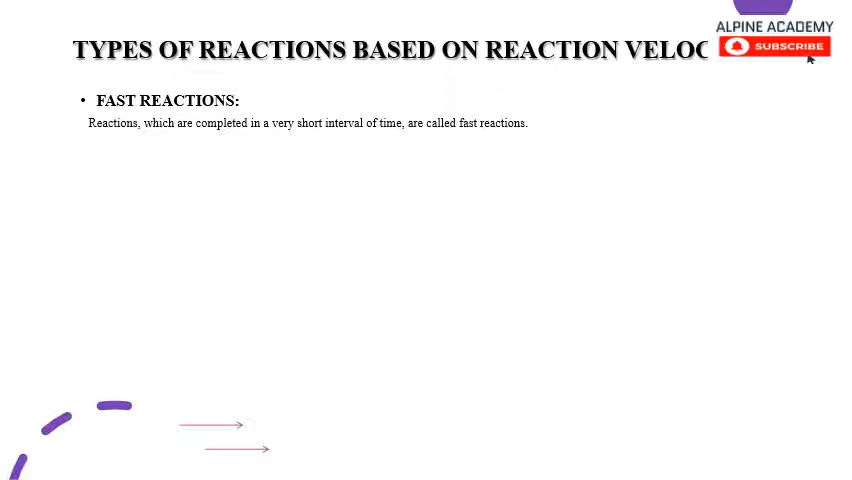 ALPINE ACADEMY
SUBSCRIBE
TYPES OF REACTIONS BASED ON REACTION
• FAST REACTIONS:
Reactions, which are completed in a very short interval of time, are called fast reactions.